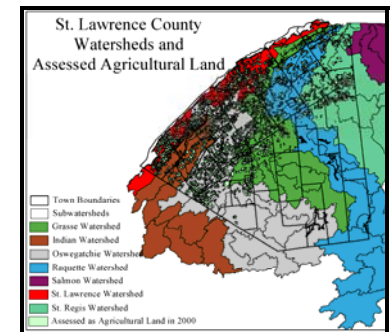 St. Lawrence County
Watersheds and
Assessed Agricultural Land
Town Boundaries
Subwatersheds
Grasse Watershed
Indian Watershed
Oswegatchie Watershed
Raquette Watershed
Salmon Watershed
St. Lawrence Watershed
St. Regis Watershed
Assessed as Agricultural Land in 2000